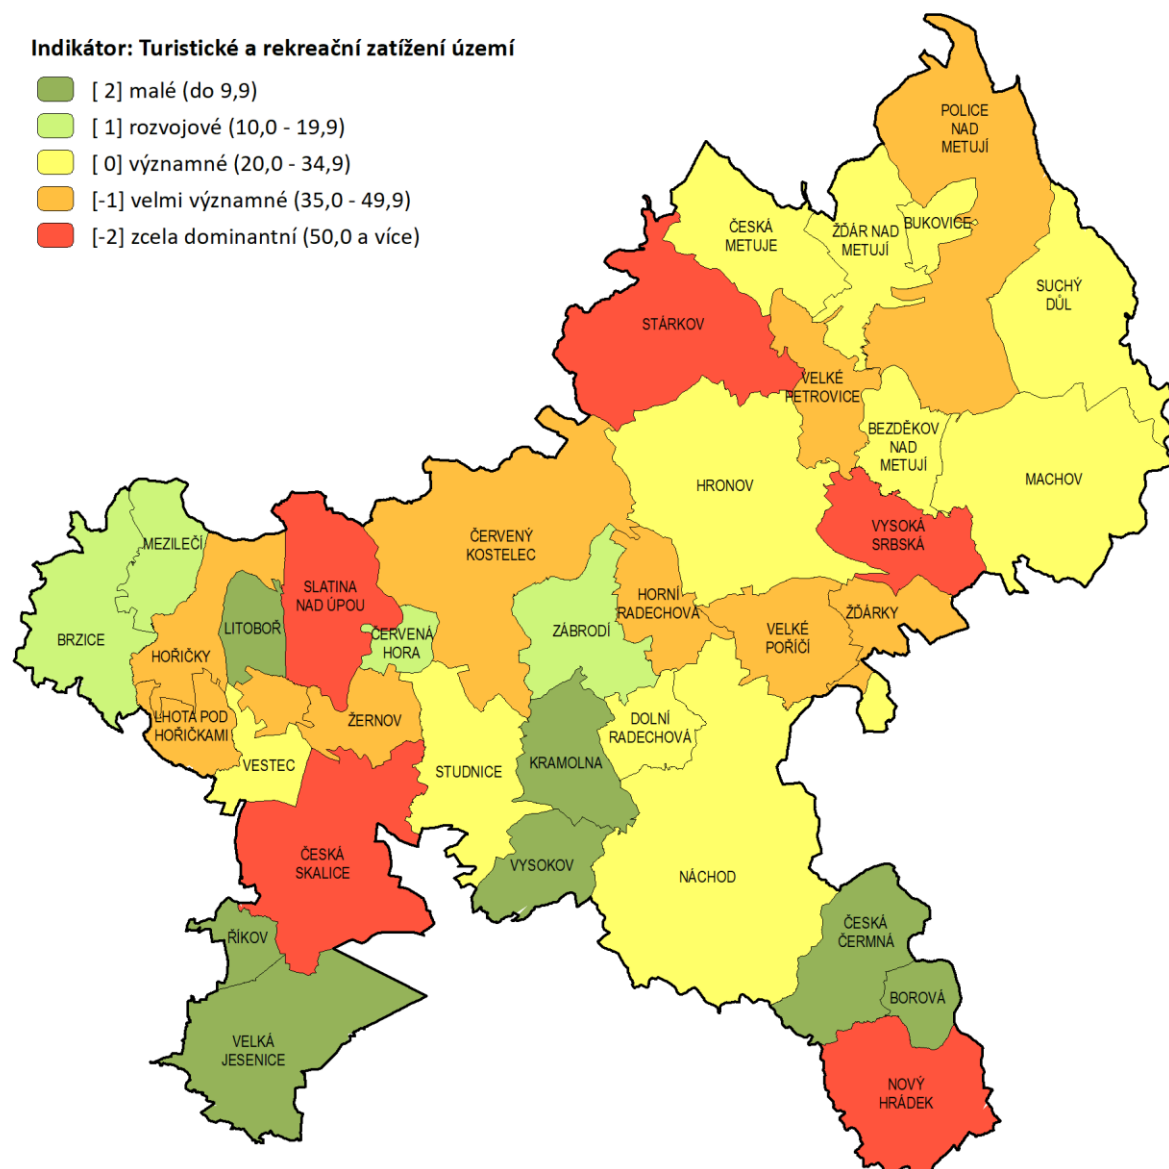 Indikátor: Turistické a rekreační zatížení území
[ 2] malé (do 9,9)
[ 1] rozvojové (10,0 - 19,9)
[ 0] významné (20,0 - 34,9)
[-1] velmi významné (35,0 - 49,9)
[-2] zcela dominantní (50,0 a více)
POLICE
NAD
METUJÍ
ČESKÁ
METUJE
ŽĎÁR NAD
METUJÍ
BUKOVICE
SUCHÝ
DŮL
STÁRKOV
VELKÉ
PETROVICE
BEZDĚKOV
NAD
METUJÍ
MACHOV
HRONOV
VYSOKÁ
SRBSKÁ
ČERVENÝ
KOSTELEC
MEZILEČÍ
SLATINA
NAD ÚPOU
HORNÍ
RADECHOVÁ
ŽĎÁRKY
LITOBOŘ
ČERVENÁ
HORA
ZÁBRODÍ
VELKÉ
POŘÍČÍ
BRZICE
HOŘIČKY
LHOTA POD
HOŘIČKAMI
ŽERNOV
DOLNÍ
RADECHOVÁ
VESTEC
STUDNICE
KRAMOLNA
ČESKÁ
SKALICE
VYSOKOV
NÁCHOD
ČESKÁ
ČERMNÁ
ŘÍKOV
BOROVÁ
VELKÁ
JESENICE
NOVÝ
HRÁDEK